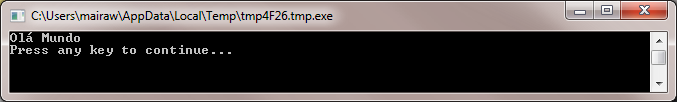 C:\Users\mairaw\AppData\Local\Temp\tmp4F26.tmp.exe
Olá Mundo
Press any key to continue...